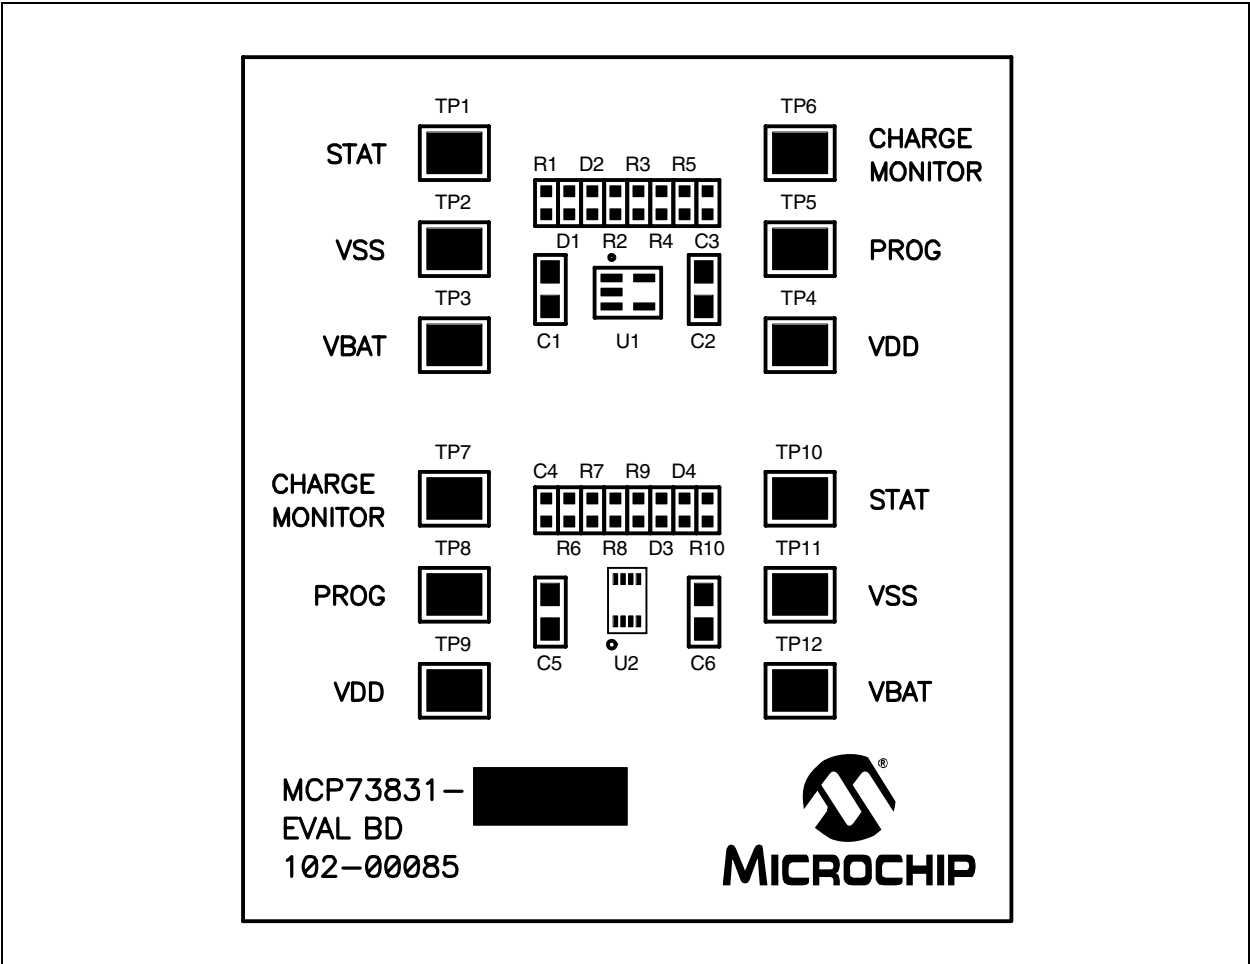 TP1
TP6
STAT
CHARGE
MONITOR
R1 D2 R3 R5
TP2
TP5
VSS
D1 R2 R4 C3
PROG
TP3
TP4
VBAT
C1 U1 C2
VDD
TP7
TP10
CHARGE
MONITOR
C4 R7 R9 D4
STAT
TP8
R6 R8 D3 R10
TP11
PROG
VSS
TP9
C5 U2 C6
TP12
VDD
VBAT
MCP73831-
EVAL BD
102-00085
®
MICROCHIP